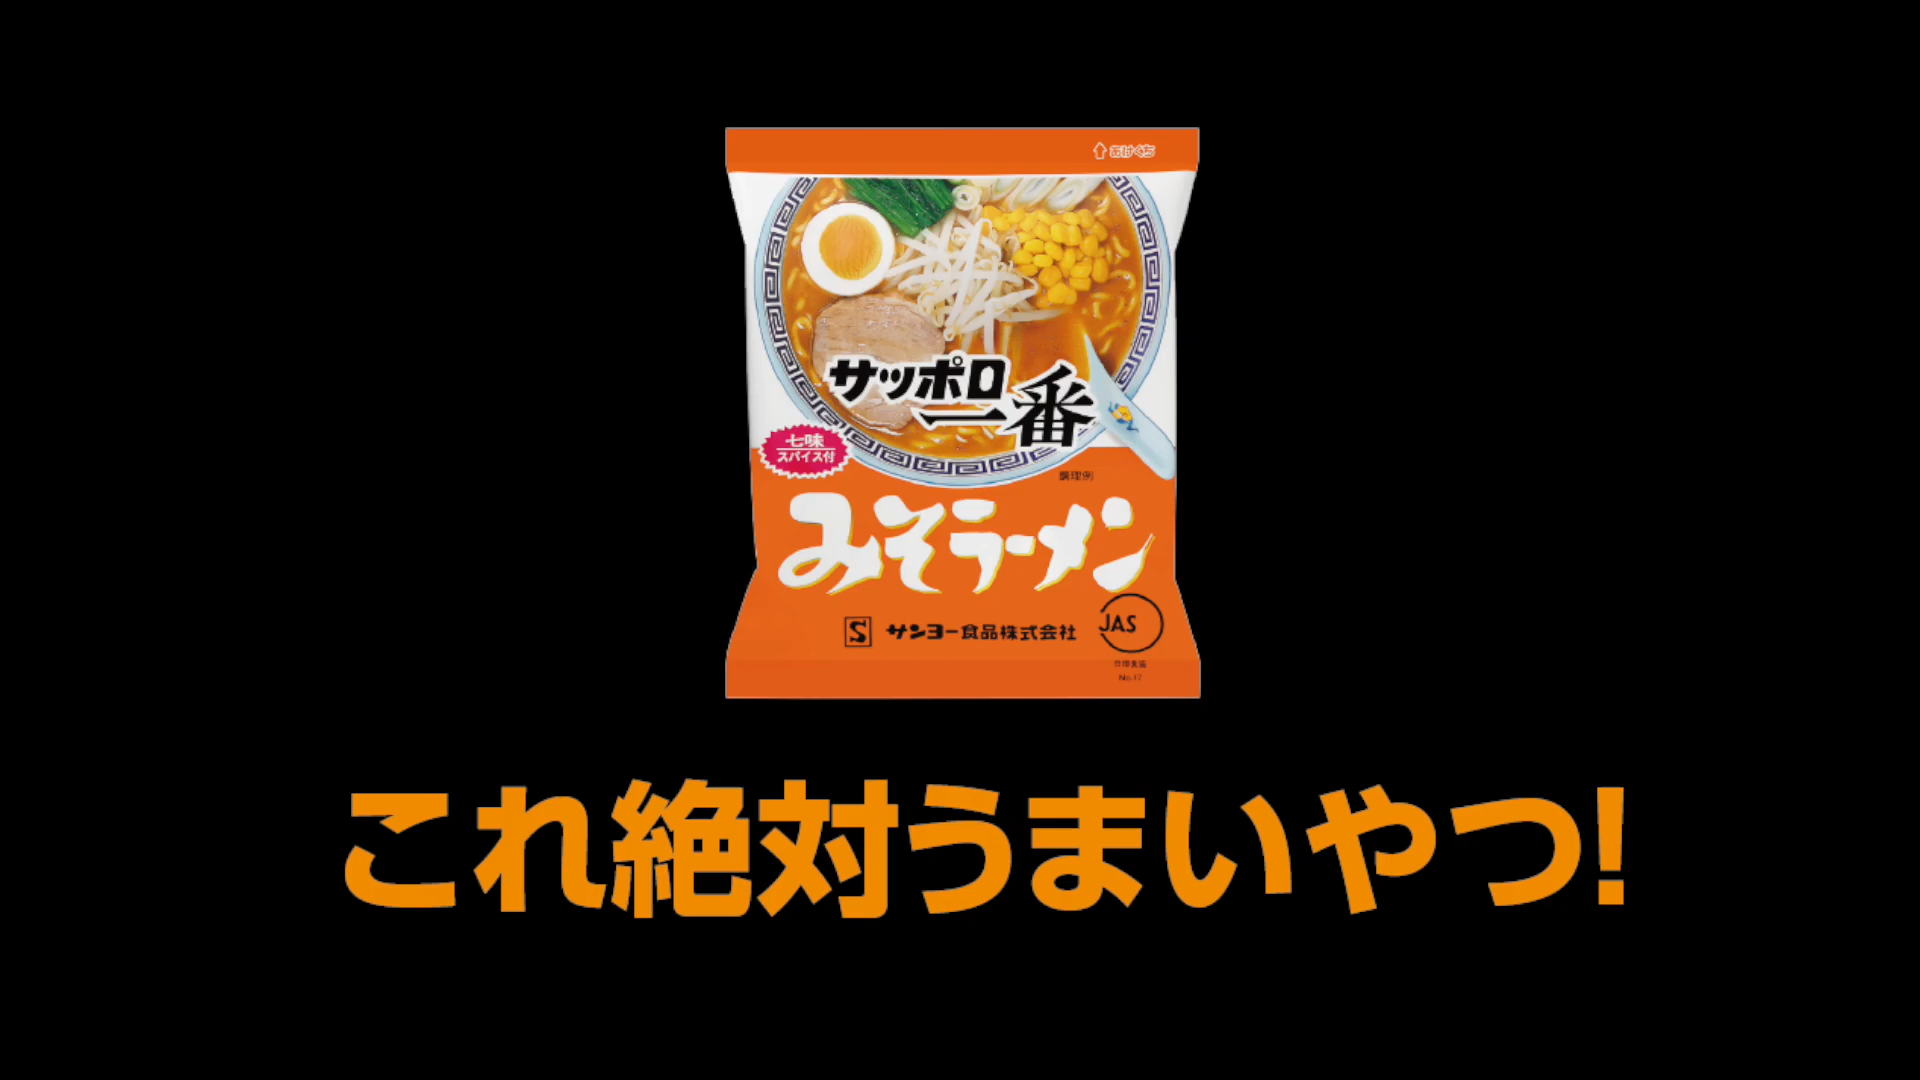 あけくち
サッポロ
一番
七味
スパイス付
調理例
みそラーメン
S サンヨー食品株式会社
JAS
No.17
これ絶対うまいやつ!